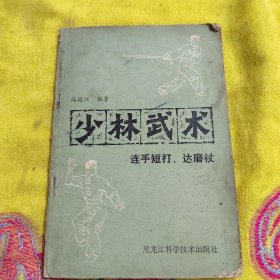 高德江 编著
少林武术
连手短打、达磨杖
黑龙江科学技术出版社